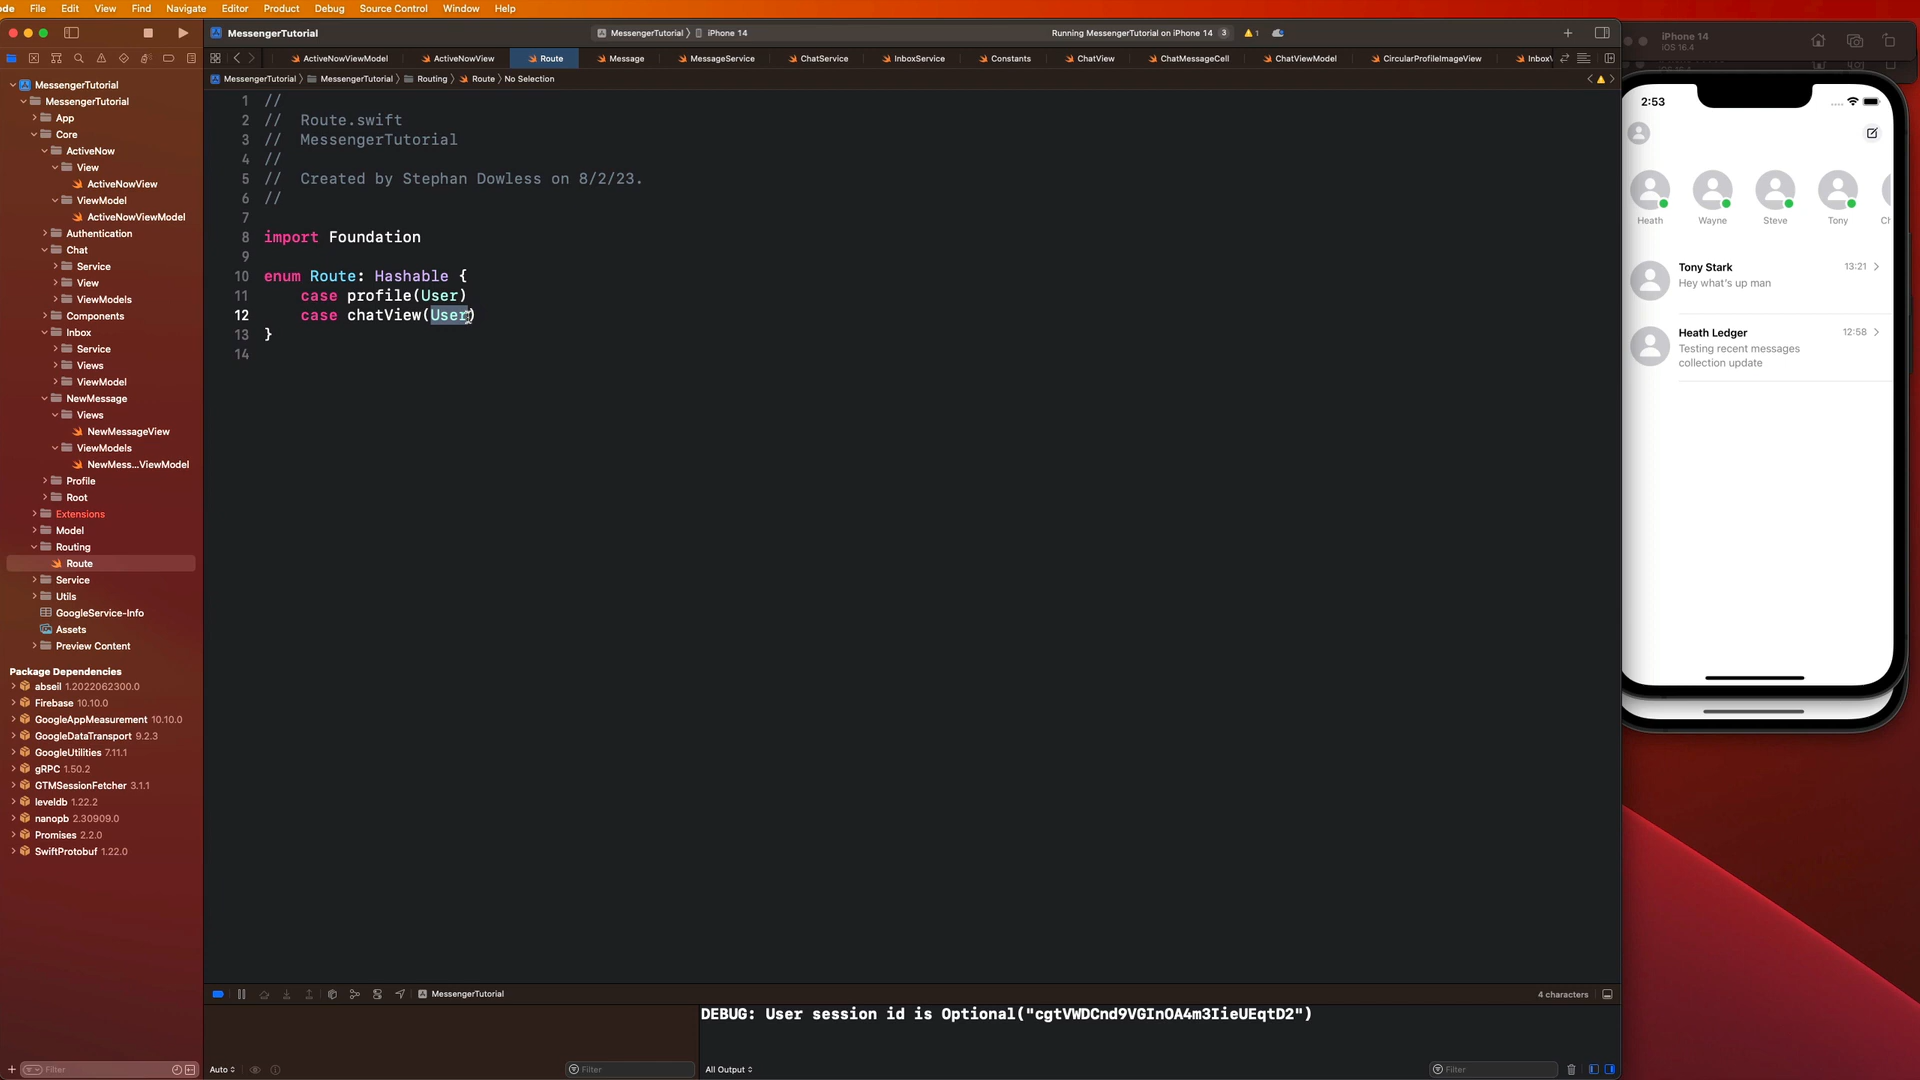 ode File Edit View Find Navigate Editor Product Debug Source Control Window Help
MessengerTutorial
MessengerTutorial iPhone 14
Running MessengerTutorial on iPhone 14 3 1
ActiveNowViewModel ActiveNowView Route Message MessageService ChatService InboxService Constants ChatView ChatMessageCell ChatViewModel CircularProfileImageView InboxV
MessengerTutorial MessengerTutorial Routing Route No Selection
MessengerTutorial
MessengerTutorial
App
Core
ActiveNow
View
ActiveNowView
ViewModel
ActiveNowViewModel
Authentication
Chat
Service
View
ViewModels
Components
Inbox
Service
Views
ViewModel
NewMessage
Views
NewMessageView
ViewModels
NewMess...ViewModel
Profile
Root
Extensions
Model
Routing
Route
Service
Utils
GoogleService-Info
Assets
Preview Content
Package Dependencies
abseil 1.2022062300.0
Firebase 10.10.0
GoogleAppMeasurement 10.10.0
GoogleDataTransport 9.2.3
GoogleUtilities 7.11.1
gRPC 1.50.2
GTMSessionFetcher 3.1.1
leveldb 1.22.2
nanopb 2.30909.0
Promises 2.2.0
SwiftProtobuf 1.22.0
Filter
1 //
2 // Route.swift
3 // MessengerTutorial
4 //
5 // Created by Stephan Dowless on 8/2/23.
6 //
7
8 import Foundation
9
10 enum Route: Hashable {
11 case profile(User)
12 case chatView(User)
13 }
14
MessengerTutorial
4 characters
DEBUG: User session id is Optional("cgtVWDCnd9VGInOA4m3IieUEqtD2")
Auto
Filter
All Output
Filter
iPhone 14
iOS 16.4
2:53
Heath Wayne Steve Tony Ch
Tony Stark 13:21
Hey what's up man
Heath Ledger 12:58
Testing recent messages
collection update